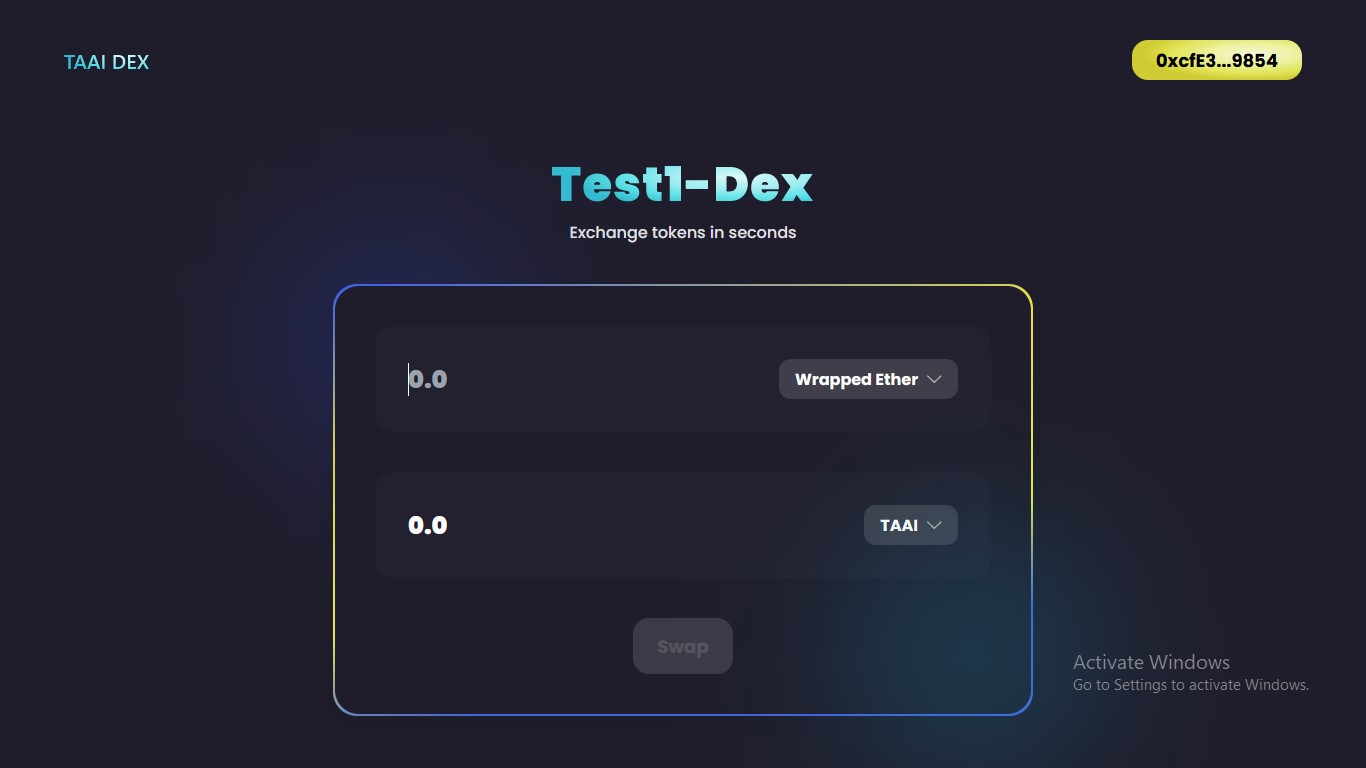 TAAI DEX
0xcfE3...9854
Test1-Dex
Exchange tokens in seconds
0.0
Wrapped Ether
0.0
TAAI
Swap
Activate Windows
Go to Settings to activate Windows.